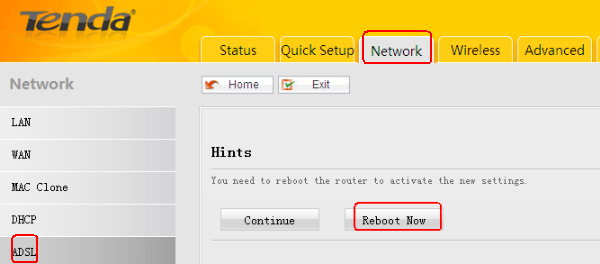 Tenda®
Status Quick Setup Network Wireless Advanced
Network
Home Exit
LAN
WAN
MAC Clone
DHCP
ADSL
Hints
You need to reboot the router to activate the new settings.
Continue Reboot Now